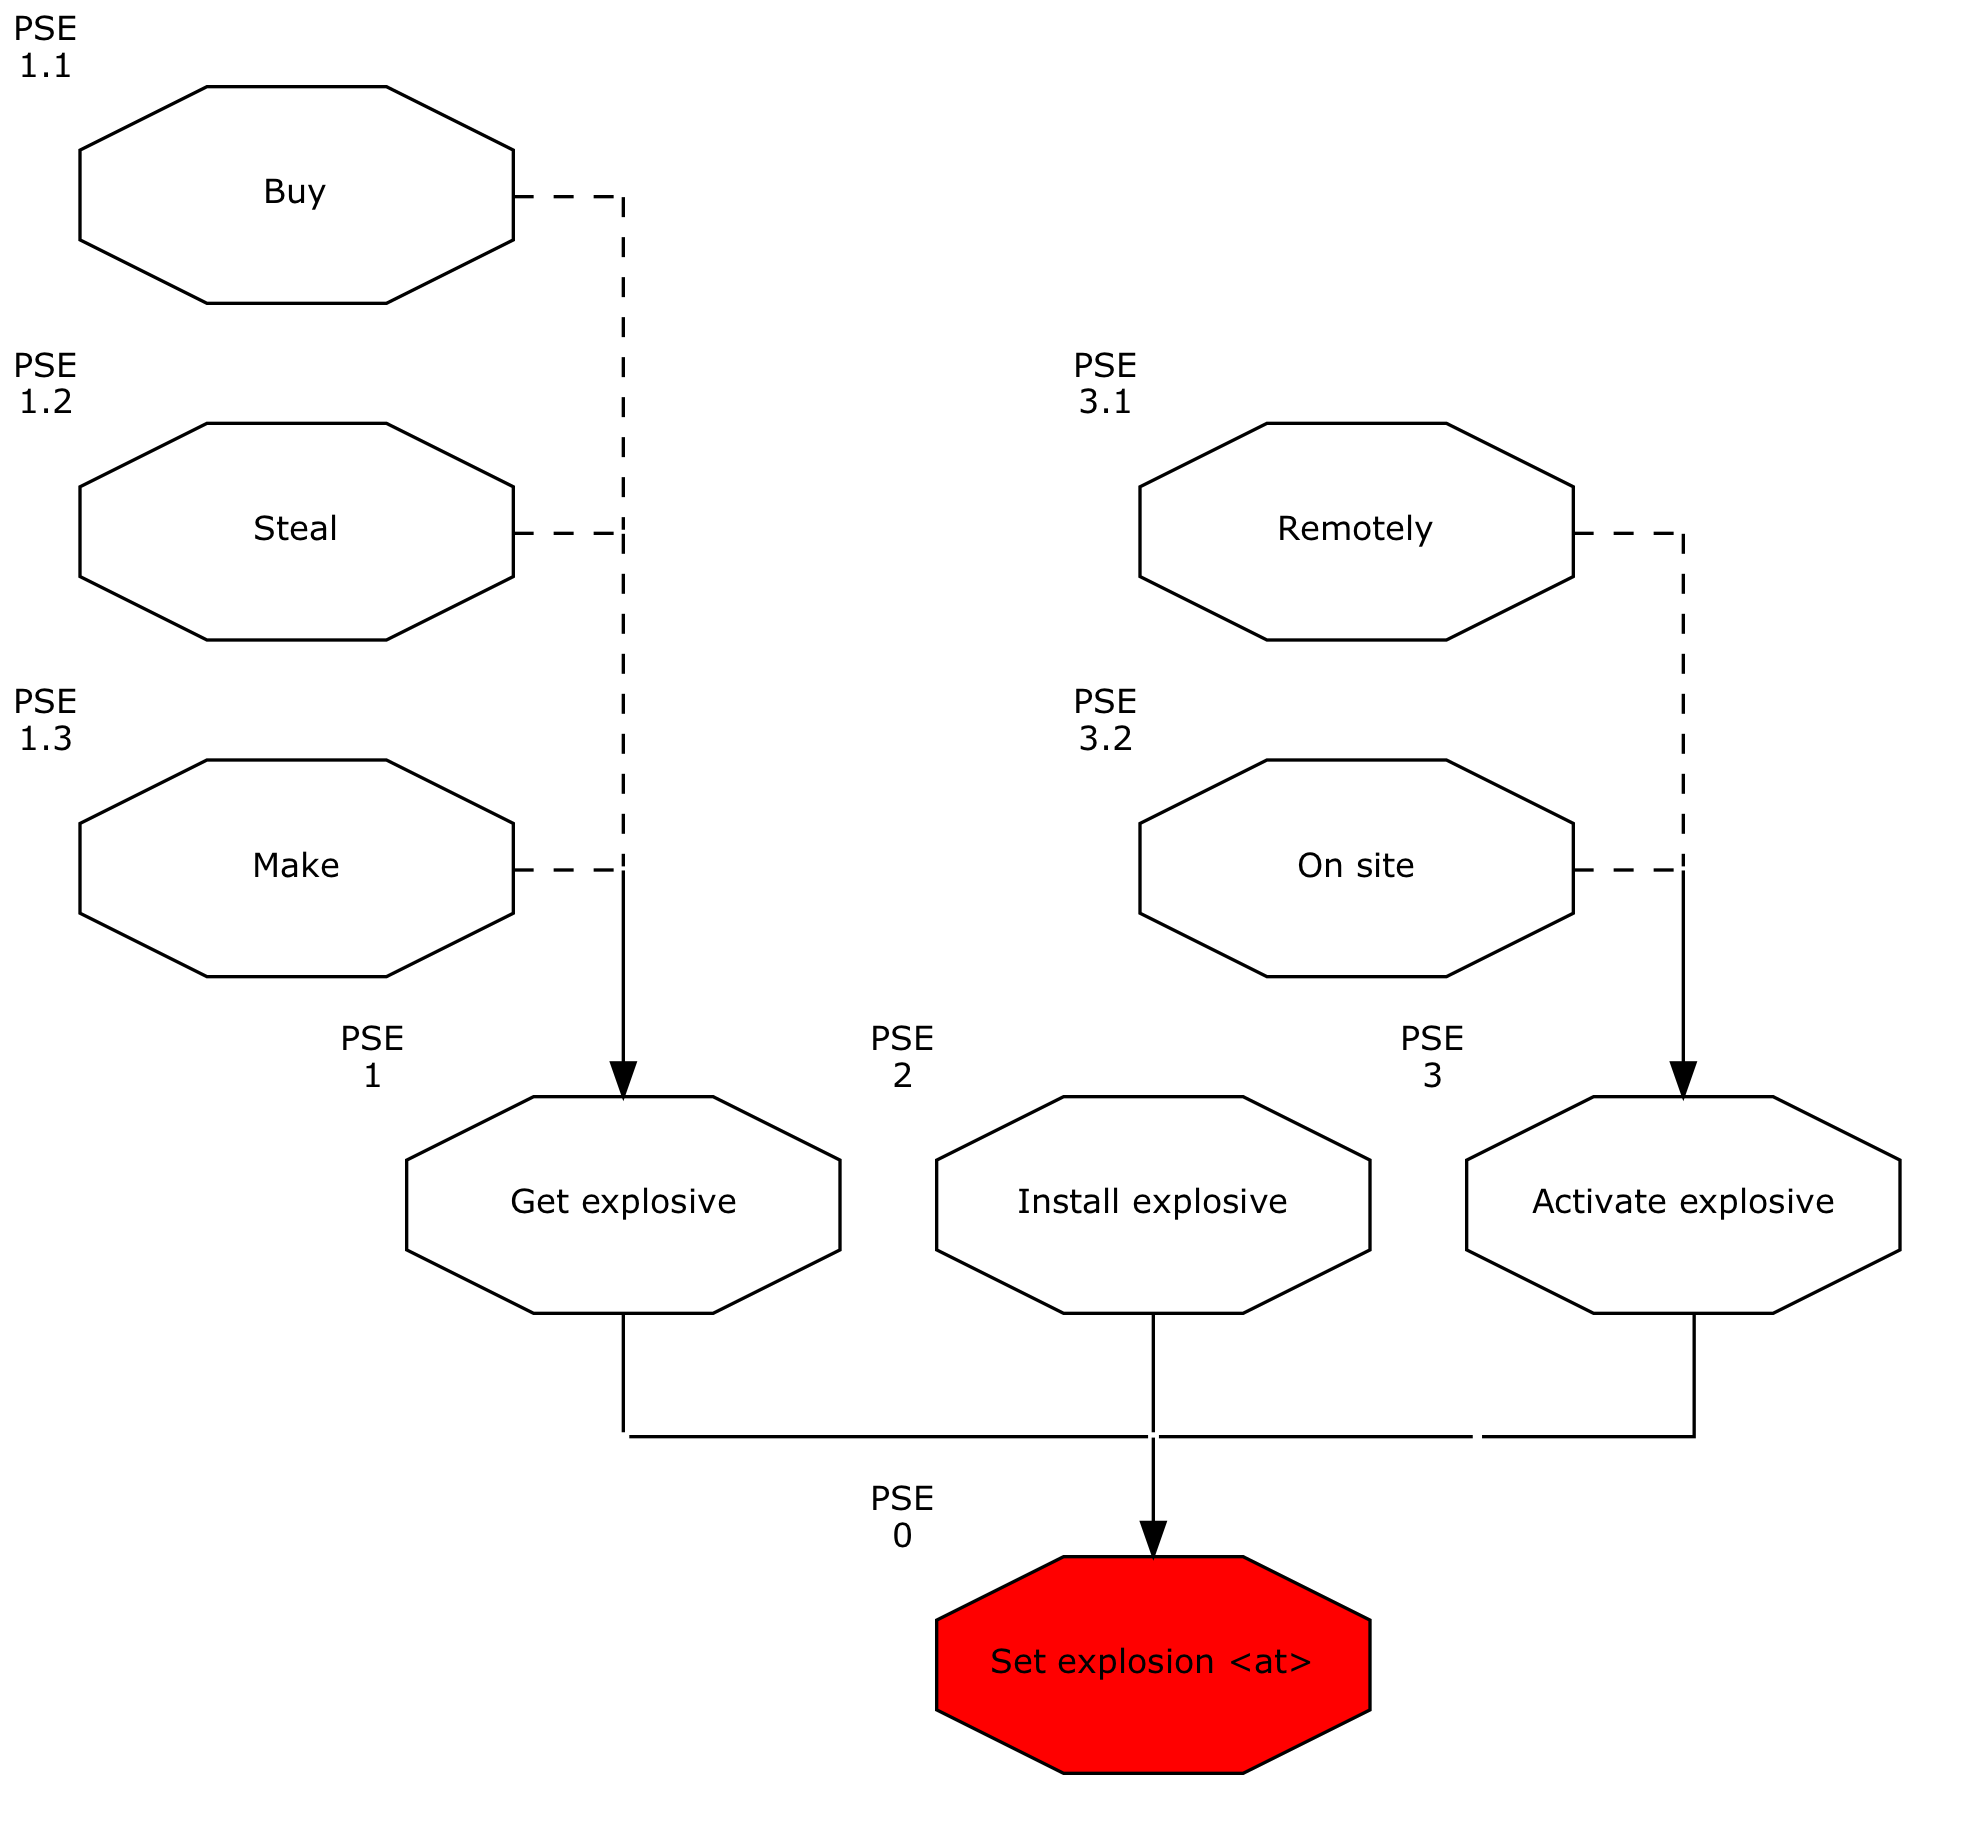 PSE
1.1
Buy
PSE
1.2
Steal
PSE
3.1
Remotely
PSE
1.3
Make
PSE
3.2
On site
PSE
1
Get explosive
PSE
2
Install explosive
PSE
3
Activate explosive
PSE
0
Set explosion <at>